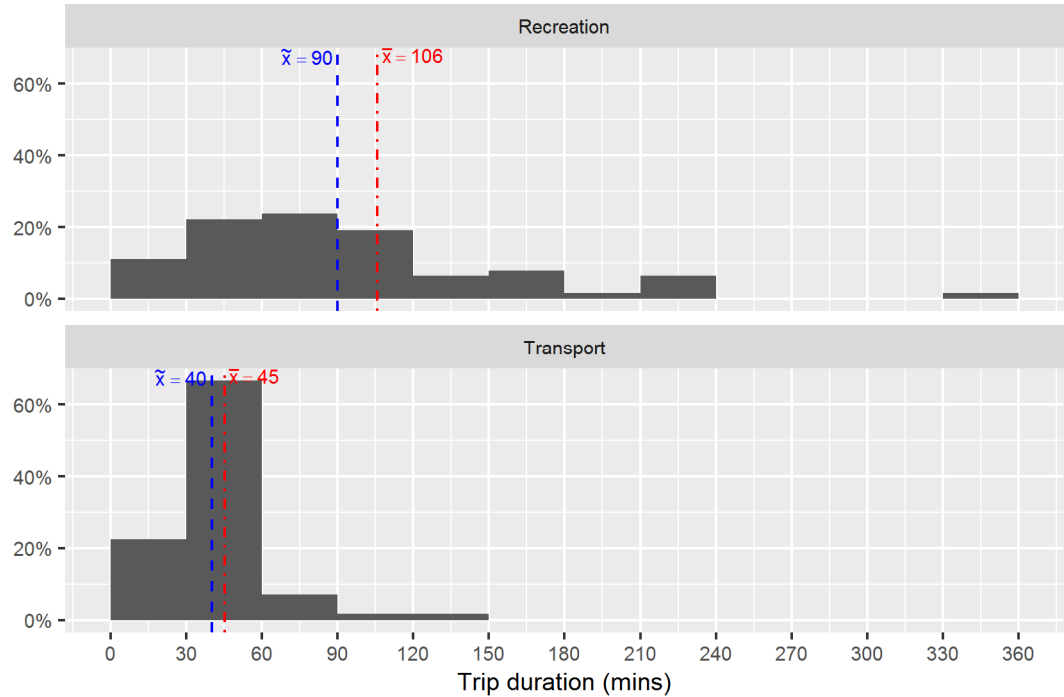 Recreation
x̃ = 90
x̄ = 106
60%
40%
20%
0%
Transport
x̃ = 40
x̄ = 45
60%
40%
20%
0%
0 30 60 90 120 150 180 210 240 270 300 330 360
Trip duration (mins)